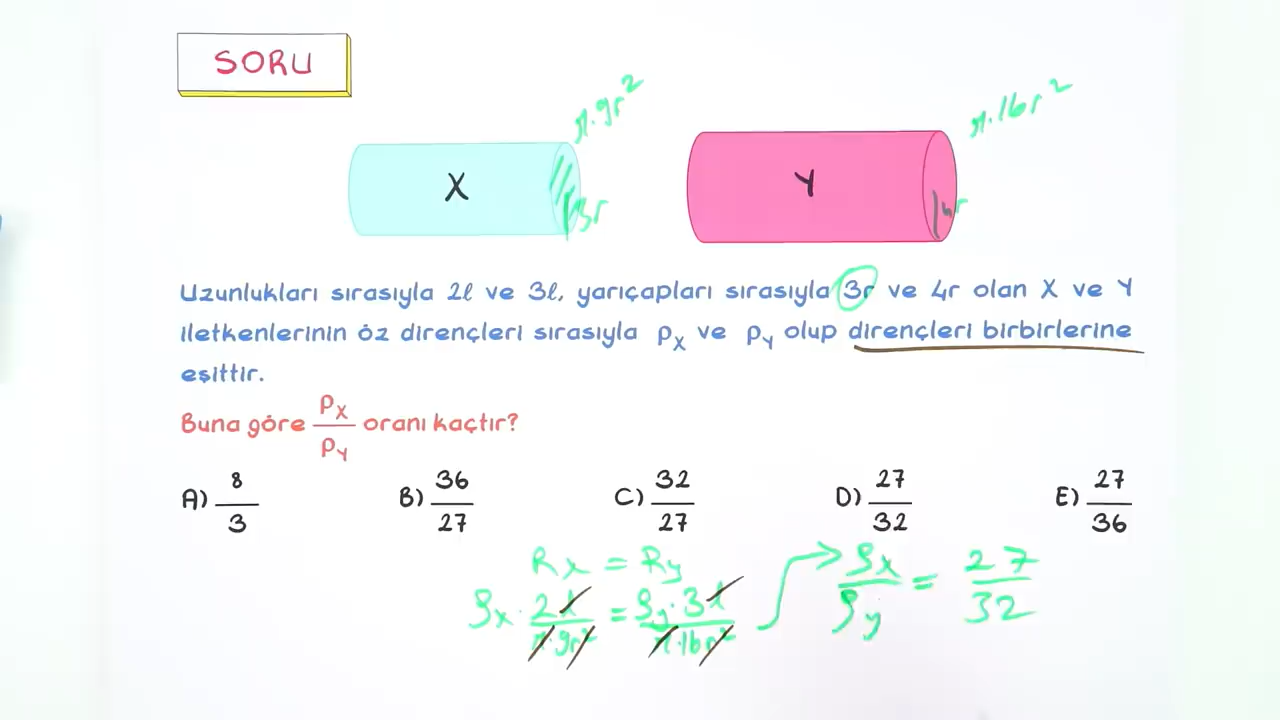 SORU
π.9r²
π.16r²
X
Y
3r
4r
Uzunlukları sırasıyla 2ℓ ve 3ℓ, yarıçapları sırasıyla 3r ve 4r olan X ve Y
iletkenlerinin öz dirençleri sırasıyla ρX ve ρY olup dirençleri birbirlerine
eşittir.
Buna göre ρX/ρY oranı kaçtır?
A) 8/3 B) 36/27 C) 32/27 D) 27/32 E) 27/36
Rx = Ry
ρx . 2ℓ/π.9r² = ρy.3ℓ/π.16r² → ρx/ρy = 27/32